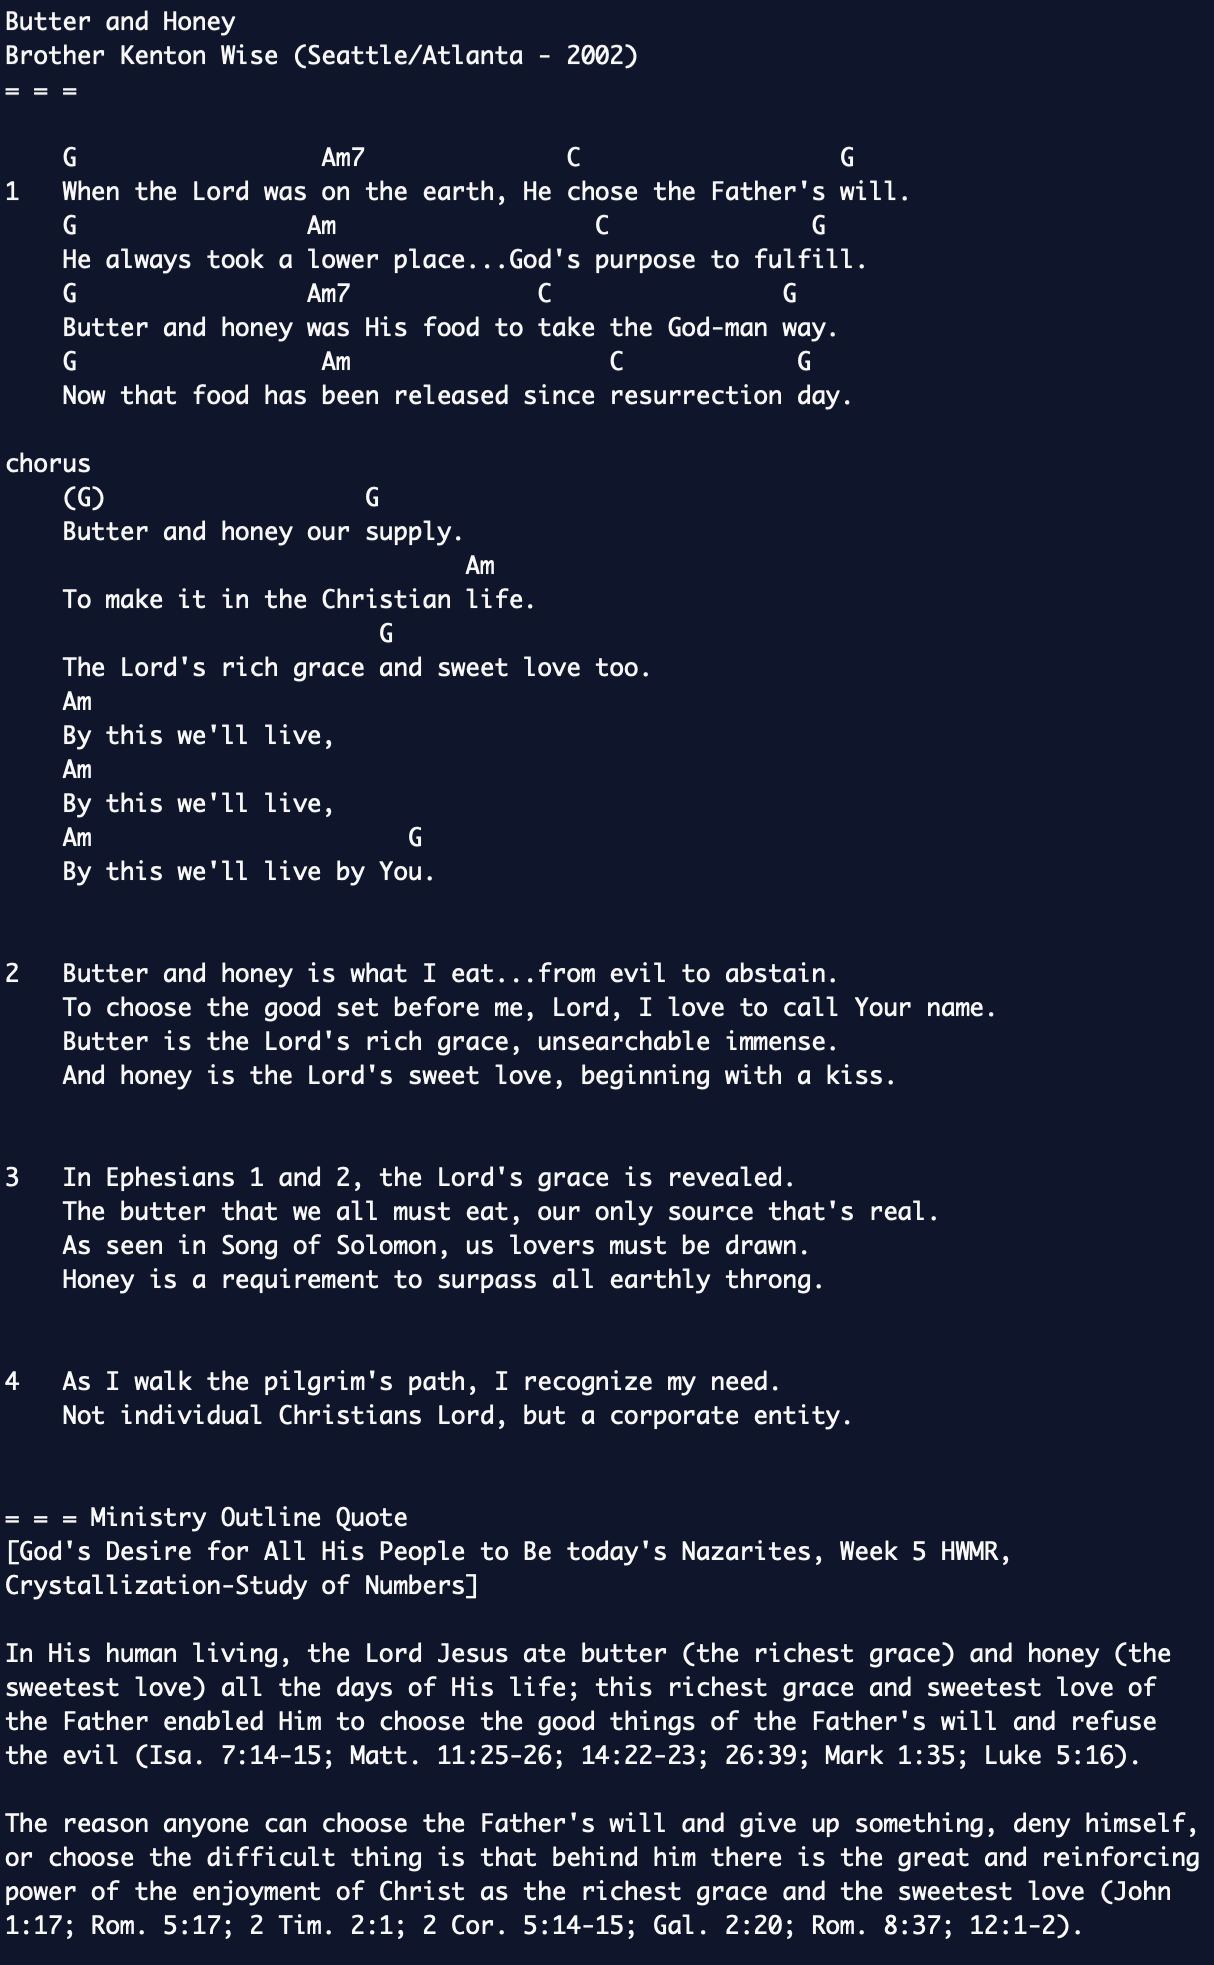 Butter and Honey
Brother Kenton Wise (Seattle/Atlanta - 2002)
= = =

    G                 Am7              C                  G
1   When the Lord was on the earth, He chose the Father's will.
    G                Am                  C              G
    He always took a lower place...God's purpose to fulfill.
    G                Am7             C                G
    Butter and honey was His food to take the God-man way.
    G                 Am                  C            G
    Now that food has been released since resurrection day.

chorus
    (G)                  G
    Butter and honey our supply.
                                Am
    To make it in the Christian life.
                          G
    The Lord's rich grace and sweet love too.
    Am
    By this we'll live,
    Am
    By this we'll live,
    Am                      G
    By this we'll live by You.

2   Butter and honey is what I eat...from evil to abstain.
    To choose the good set before me, Lord, I love to call Your name.
    Butter is the Lord's rich grace, unsearchable immense.
    And honey is the Lord's sweet love, beginning with a kiss.

3   In Ephesians 1 and 2, the Lord's grace is revealed.
    The butter that we all must eat, our only source that's real.
    As seen in Song of Solomon, us lovers must be drawn.
    Honey is a requirement to surpass all earthly throng.

4   As I walk the pilgrim's path, I recognize my need.
    Not individual Christians Lord, but a corporate entity.

= = = Ministry Outline Quote
[God's Desire for All His People to Be today's Nazarites, Week 5 HWMR,
Crystallization-Study of Numbers]

In His human living, the Lord Jesus ate butter (the richest grace) and honey (the
sweetest love) all the days of His life; this richest grace and sweetest love of
the Father enabled Him to choose the good things of the Father's will and refuse
the evil (Isa. 7:14-15; Matt. 11:25-26; 14:22-23; 26:39; Mark 1:35; Luke 5:16).

The reason anyone can choose the Father's will and give up something, deny himself,
or choose the difficult thing is that behind him there is the great and reinforcing
power of the enjoyment of Christ as the richest grace and the sweetest love (John
1:17; Rom. 5:17; 2 Tim. 2:1; 2 Cor. 5:14-15; Gal. 2:20; Rom. 8:37; 12:1-2).